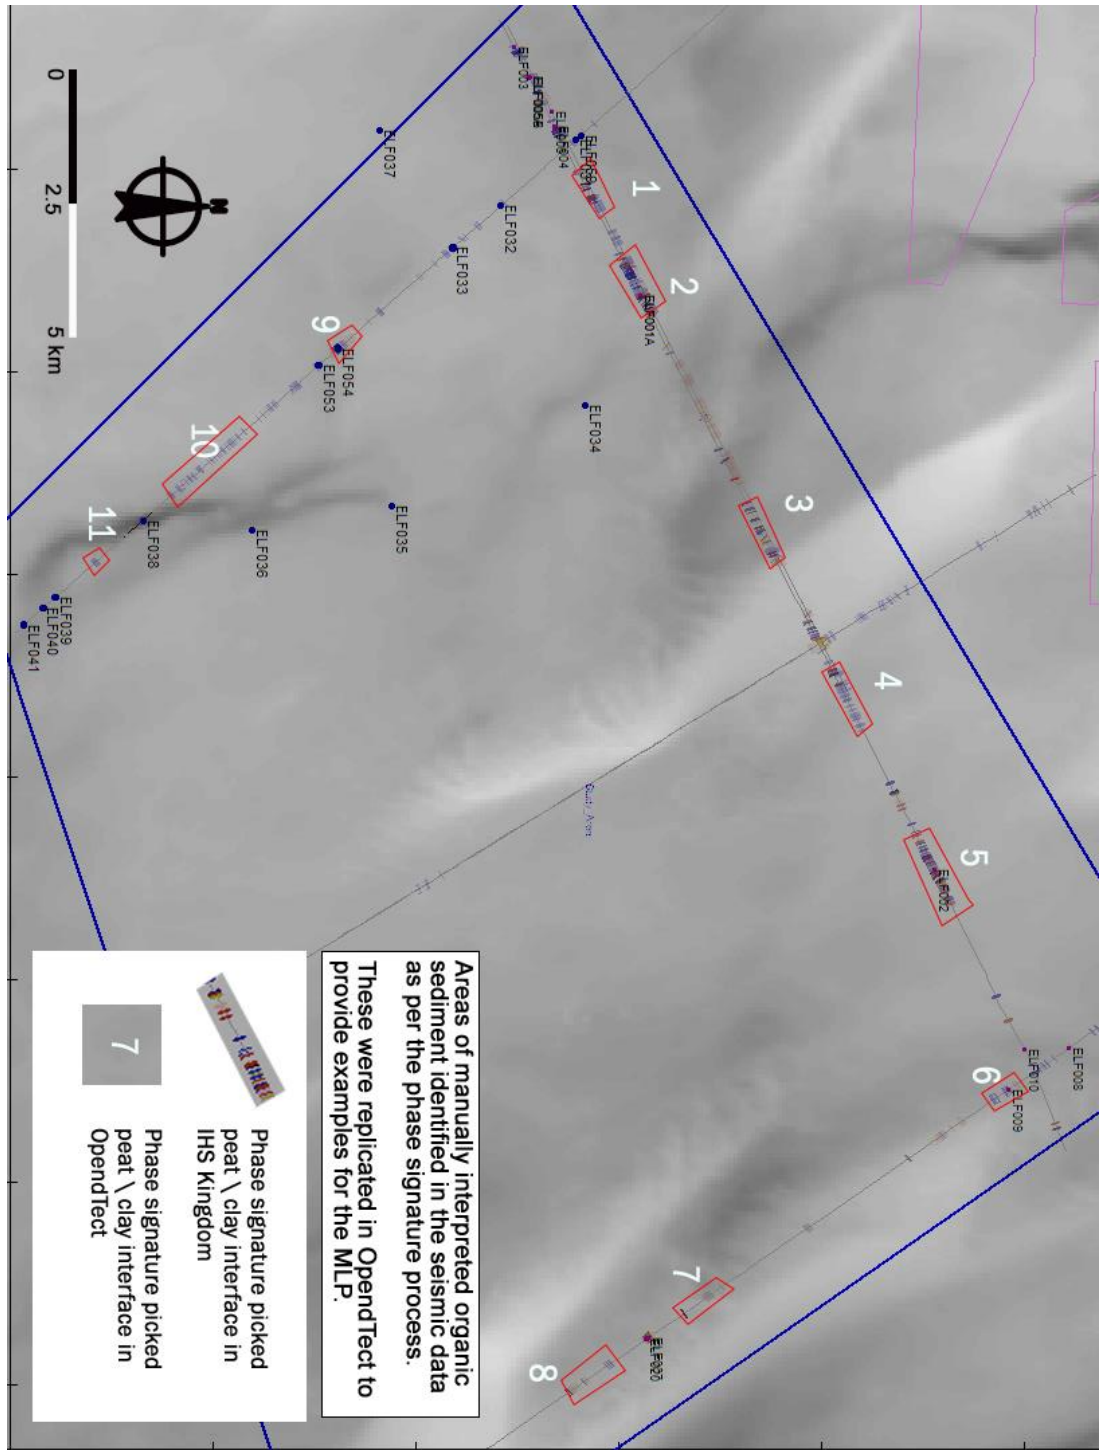 0
2.5
5 km
N
ELF003
ELF004
ELF037
ELF032
ELF033
1
2
ELF001A
9
ELF054
ELF053
ELF034
10
3
ELF035
ELF036
ELF038
11
ELF039
ELF040
ELF041
4
Study_Area
5
ELF002
ELF008
ELF010
6
ELF009
7
8
Areas of manually interpreted organic
sediment identified in the seismic data
as per the phase signature process.
These were replicated in OpendTect to
provide examples for the MLP.
Phase signature picked
peat \ clay interface in
IHS Kingdom
7
Phase signature picked
peat \ clay interface in
OpendTect